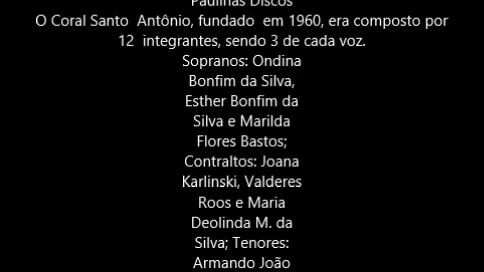 Paulinas Discos
O Coral Santo Antônio, fundado em 1960, era composto por
12 integrantes, sendo 3 de cada voz.
Sopranos: Ondina
Bonfim da Silva,
Esther Bonfim da
Silva e Marilda
Flores Bastos;
Contraltos: Joana
Karlinski, Valderes
Roos e Maria
Deolinda M. da
Silva; Tenores:
Armando João